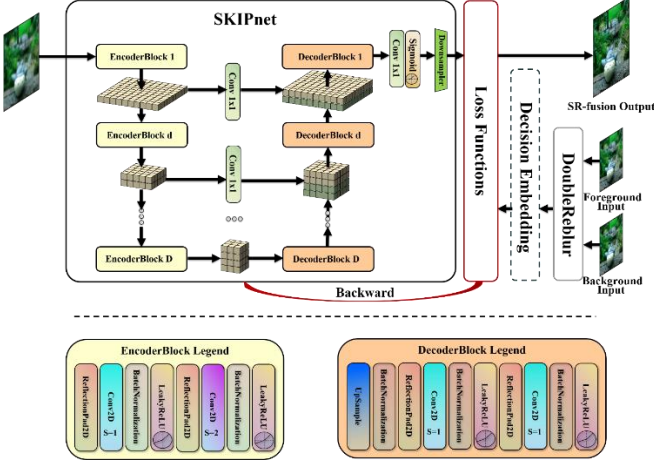 SKIPnet
EncoderBlock 1
Conv 1x1
DecoderBlock 1
Conv 1x1
Sigmoid
Downsampler
Loss Functions
SR-fusion Output
EncoderBlock d
Conv 1x1
DecoderBlock d
EncoderBlock D
DecoderBlock D
Decision Embedding
DoubleReblur
Foreground
Input
Background
Input
Backward
EncoderBlock Legend
ReflectionPad2D
Conv2D
S=1
BatchNormalization
LeakyReLU
ReflectionPad2D
Conv2D
S=2
BatchNormalization
LeakyReLU
DecoderBlock Legend
UpSample
BatchNormalization
ReflectionPad2D
Conv2D
S=1
BatchNormalization
LeakyReLU
ReflectionPad2D
Conv2D
S=1
BatchNormalization
LeakyReLU